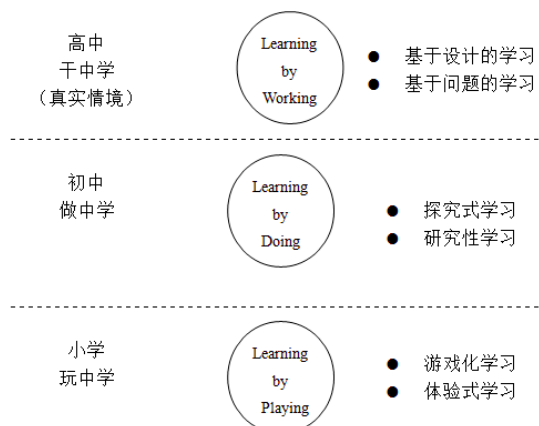 高中
干中学
（真实情境）
Learning
by
Working
● 基于设计的学习
● 基于问题的学习
初中
做中学
Learning
by
Doing
● 探究式学习
● 研究性学习
小学
玩中学
Learning
by
Playing
● 游戏化学习
● 体验式学习